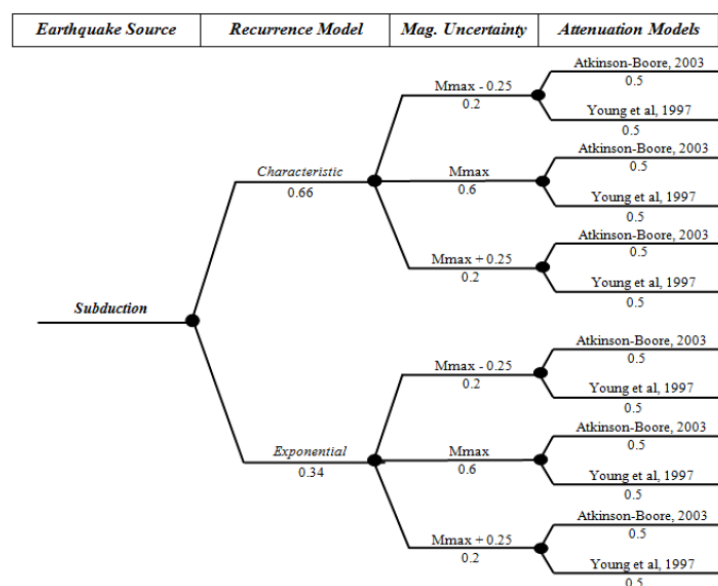 Earthquake Source Recurrence Model Mag. Uncertainty Attenuation Models
Atkinson-Boore, 2003
0.5
Mmax - 0.25
0.2
Young et al, 1997
0.5
Atkinson-Boore, 2003
0.5
Characteristic
0.66
Mmax
0.6
Young et al, 1997
0.5
Atkinson-Boore, 2003
0.5
Mmax + 0.25
0.2
Young et al, 1997
0.5
Subduction
Atkinson-Boore, 2003
0.5
Mmax - 0.25
0.2
Young et al, 1997
0.5
Atkinson-Boore, 2003
0.5
Exponential
0.34
Mmax
0.6
Young et al, 1997
0.5
Atkinson-Boore, 2003
0.5
Mmax + 0.25
0.2
Young et al, 1997
0.5